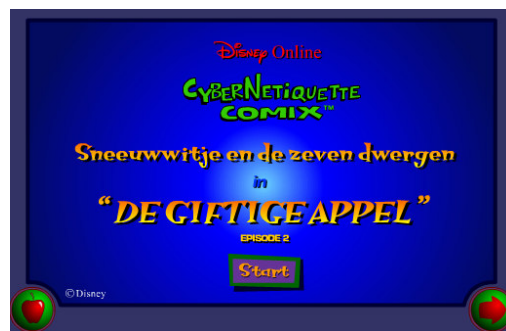 Disney Online
CyberNetiquette
Comix™
Sneeuwwitje en de zeven dwergen
in
"DE GIFTIGE APPEL"
EPISODE 2
Start
©Disney